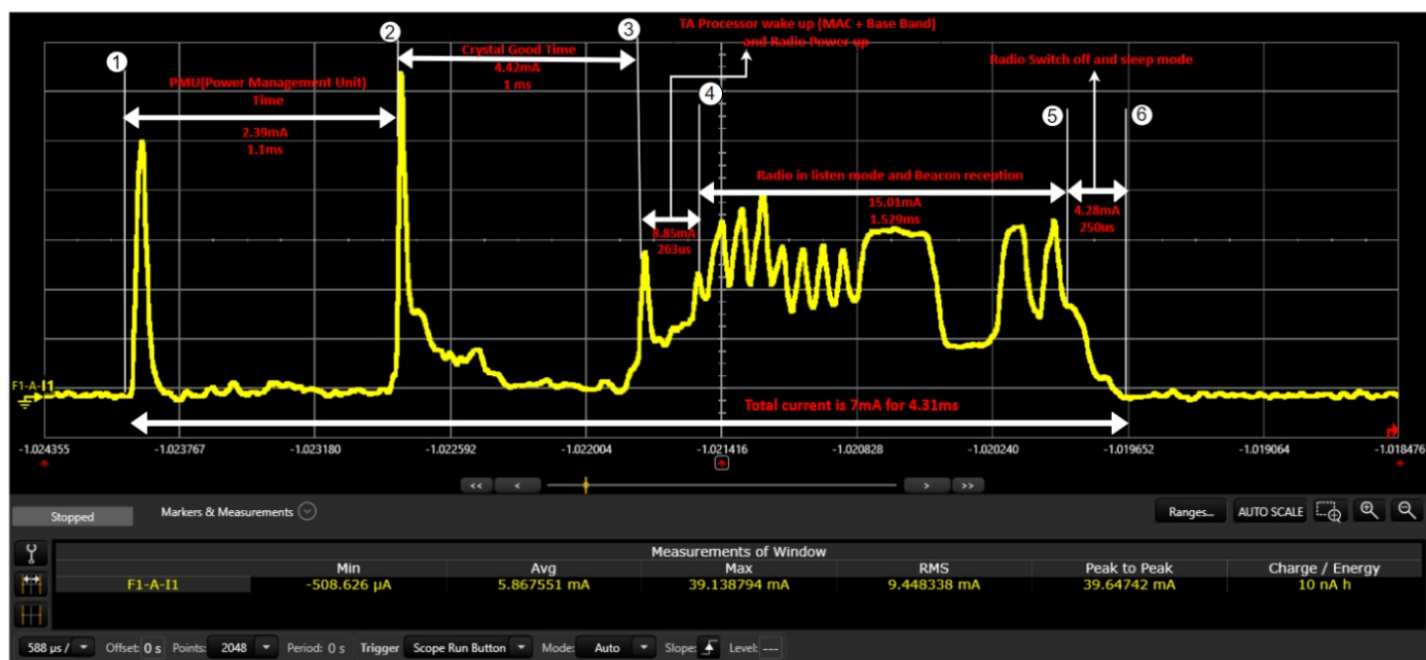 1
2
3
4
5
6
PMU(Power Management Unit)
Time
2.39mA
1.1ms
Crystal Good Time
4.42mA
1 ms
TA Processor wake up (MAC + Base Band)
and Radio Power up
8.85mA
263us
Radio in listen mode and Beacon reception
15.01mA
1.529ms
Radio Switch off and sleep mode
4.28mA
250us
F1-A-I1
Total current is 7mA for 4.31ms
-1.024355 -1.023767 -1.023180 -1.022592 -1.022004 -1.021416 -1.020828 -1.020240 -1.019652 -1.019064 -1.018476
<< < > >>
Stopped Markers & Measurements Ranges... AUTO SCALE
Measurements of Window
Min Avg Max RMS Peak to Peak Charge / Energy
F1-A-I1 -508.626 µA 5.867551 mA 39.138794 mA 9.448338 mA 39.64742 mA 10 nA h
588 µs / Offset: 0 s Points: 2048 Period: 0 s Trigger Scope Run Button Mode: Auto Slope: Level: ---